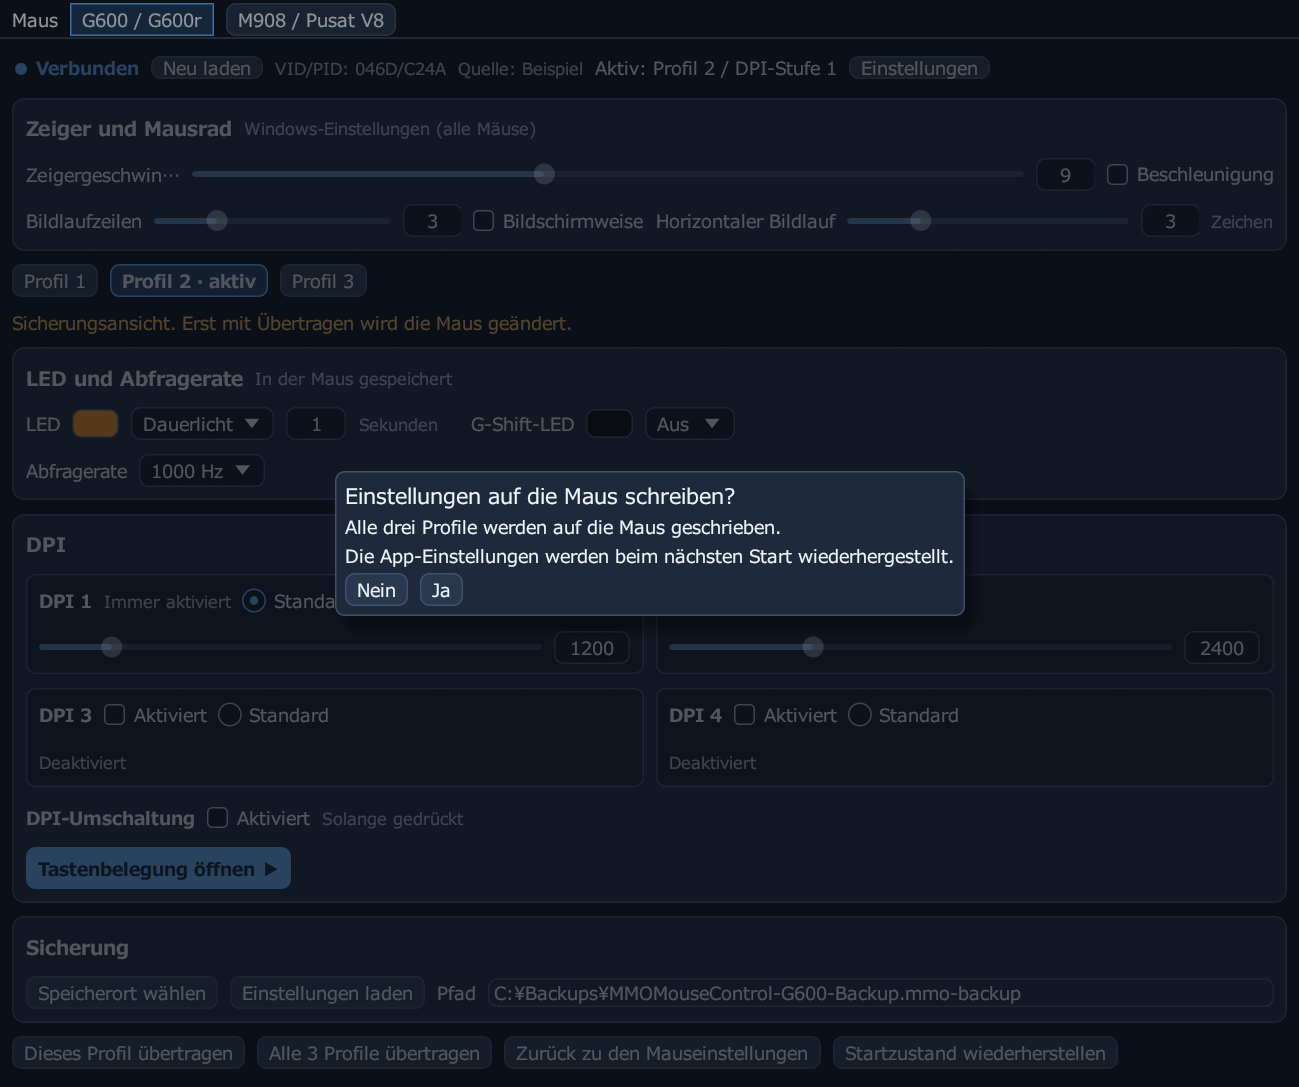 Maus G600 / G600r M908 / Pusat V8
Verbunden Neu laden VID/PID: 046D/C24A Quelle: Beispiel Aktiv: Profil 2 / DPI-Stufe 1 Einstellungen
Zeiger und Mausrad Windows-Einstellungen (alle Mäuse)
Zeigergeschwin··· 9 Beschleunigung
Bildlaufzeilen 3 Bildschirmweise Horizontaler Bildlauf 3 Zeichen
Profil 1 Profil 2 · aktiv Profil 3
Sicherungsansicht. Erst mit Übertragen wird die Maus geändert.
LED und Abfragerate In der Maus gespeichert
LED Dauerlicht 1 Sekunden G-Shift-LED Aus
Abfragerate 1000 Hz
Einstellungen auf die Maus schreiben?
Alle drei Profile werden auf die Maus geschrieben.
Die App-Einstellungen werden beim nächsten Start wiederhergestellt.
Nein Ja
DPI
DPI 1 Immer aktiviert Standa
1200 2400
DPI 3 Aktiviert Standard DPI 4 Aktiviert Standard
Deaktiviert Deaktiviert
DPI-Umschaltung Aktiviert Solange gedrückt
Tastenbelegung öffnen
Sicherung
Speicherort wählen Einstellungen laden Pfad C:¥Backups¥MMOMouseControl-G600-Backup.mmo-backup
Dieses Profil übertragen Alle 3 Profile übertragen Zurück zu den Mauseinstellungen Startzustand wiederherstellen